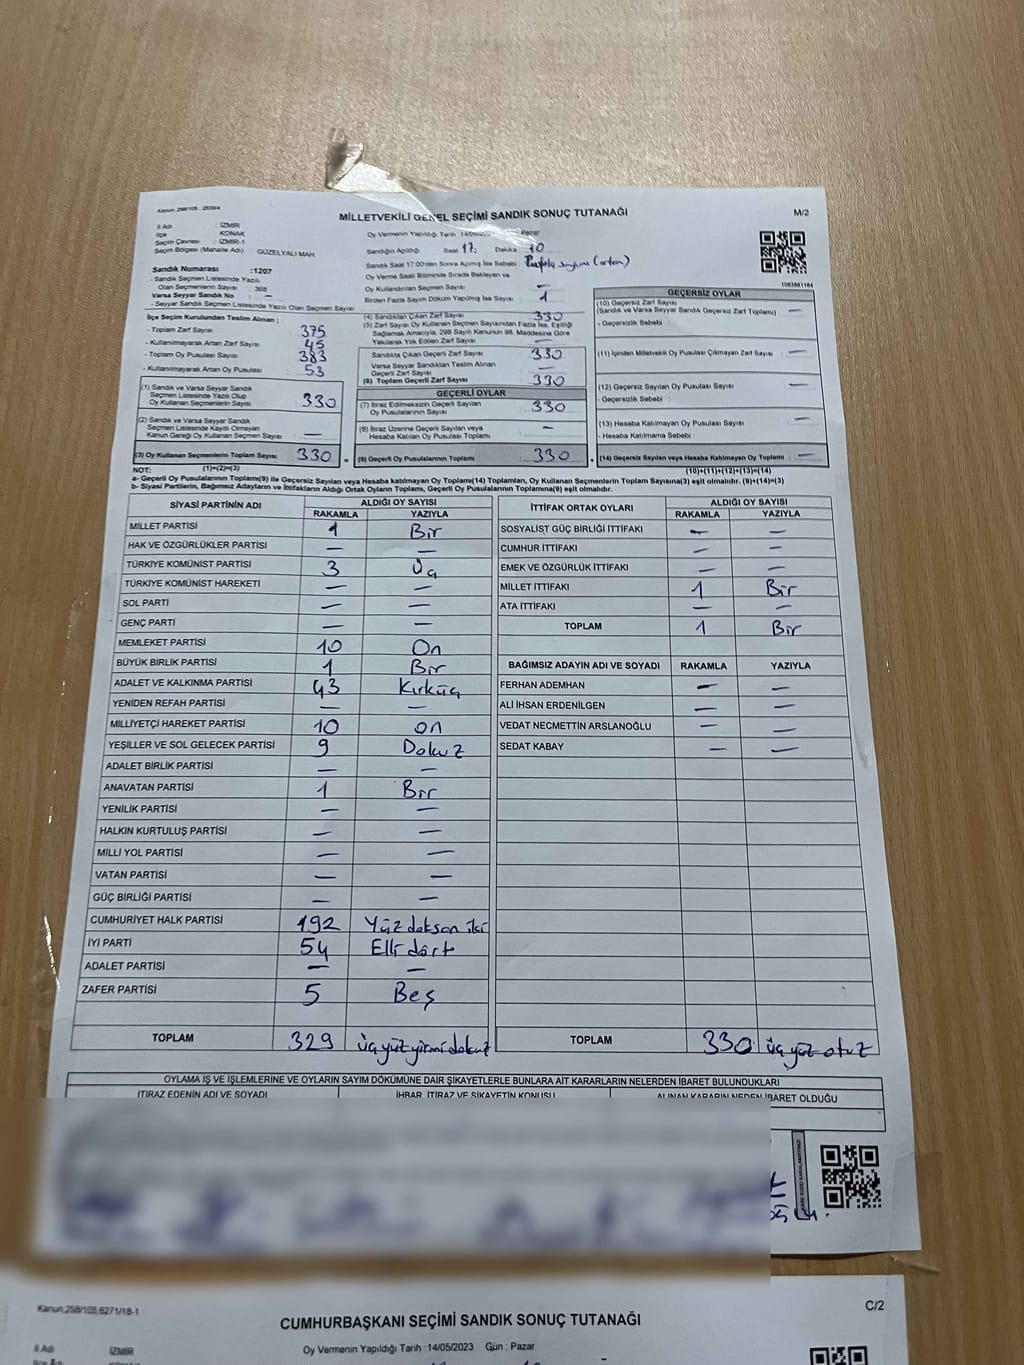 Kanun: 298/105 : 2839/4
MİLLETVEKİLİ GENEL SEÇİMİ SANDIK SONUÇ TUTANAĞI
M/2
İl Adı : İZMİR
İlçe : KONAK
Seçim Çevresi : İZMİR-1
Seçim Bölgesi (Mahalle Adı) : GÜZELYALI MAH.
Sandık Numarası :1207
- Sandık Seçmen Listesinde Yazılı
Olan Seçmenlerin Sayısı : 368
Varsa Seyyar Sandık No : —
- Seyyar Sandık Seçmen Listesinde Yazılı Olan Seçmen Sayısı
Oy Vermenin Yapıldığı Tarih : Pazar
Sandığın Açıldığı Saat 17: Dakika 10
Sandık Saat 17:00'den Sonra Açılmış İse Sebebi:
Oy Verme Saati Bitiminde Sırada Bekleyen ve
Oy Kullandırılan Seçmen Sayısı —
Birden Fazla Sayım Döküm Yapılmış İse Sayısı 1
İlçe Seçim Kurulundan Teslim Alınan :
- Toplam Zarf Sayısı 375
- Kullanılmayarak Artan Zarf Sayısı 45
- Toplam Oy Pusulası Sayısı 383
- Kullanılmayarak Artan Oy Pusulası 53
(1) Sandık ve Varsa Seyyar Sandık
Seçmen Listesinde Yazılı Olup
Oy Kullanan Seçmenlerin Sayısı 330
(2) Sandık ve Varsa Seyyar Sandık
Seçmen Listesinde Kayıtlı Olmayan
Kanun Gereği Oy Kullanan Seçmen Sayısı —
(3) Oy Kullanan Seçmenlerin Toplam Sayısı 330
(1)+(2)=(3)
(4) Sandıktan Çıkan Zarf Sayısı 330
(5) Zarf Sayısı Oy Kullanan Seçmen Sayısından Fazla İse, Eşitliği
Sağlamak Amacıyla, 298 Sayılı Kanunun 98. Maddesine Göre
Yakılarak Yok Edilen Zarf Sayısı —
Sandıkta Çıkan Geçerli Zarf Sayısı 330
Varsa Seyyar Sandıktan Teslim Alınan
Geçerli Zarf Sayısı —
(6) Toplam Geçerli Zarf Sayısı 330
GEÇERLİ OYLAR
(7) İtiraz Edilmeksizin Geçerli Sayılan
Oy Pusulalarının Sayısı 330
(8) İtiraz Üzerine Geçerli Sayılan veya
Hesaba Katılan Oy Pusulası Toplamı —
(9) Geçerli Oy Pusulalarının Toplamı 330
1083861164
GEÇERSİZ OYLAR
(10) Geçersiz Zarf Sayısı
(Sandık ve Varsa Seyyar Sandık Geçersiz Zarf Toplamı) —
- Geçersizlik Sebebi :
(11) İçinden Milletvekili Oy Pusulası Çıkmayan Zarf Sayısı —
(12) Geçersiz Sayılan Oy Pusulası Sayısı —
- Geçersizlik Sebebi :
(13) Hesaba Katılmayan Oy Pusulası Sayısı —
- Hesaba Katılmama Sebebi :
(14) Geçersiz Sayılan veya Hesaba Katılmayan Oy Toplamı —
(10)+(11)+(12)+(13)=(14)
NOT:
a- Geçerli Oy Pusulaları(9) ile Geçersiz Sayılan veya Hesaba katılmayan Oy Toplamı(14) Toplamları, Oy Kullanan Seçmenlerin Toplam Sayısına(3) eşit olmalıdır. (9)+(14)=(3)
b- Siyasi Partilerin, Bağımsız Adayların ve İttifakların Aldığı Ortak Oyların Toplamı, Geçerli Oy Pusulalarının Toplamına(9) eşit olmalıdır.
SİYASİ PARTİNİN ADI ALDIĞI OY SAYISI
RAKAMLA YAZIYLA
MİLLET PARTİSİ 1 Bir
HAK VE ÖZGÜRLÜKLER PARTİSİ — —
TÜRKİYE KOMÜNİST PARTİSİ 3 Üç
TÜRKİYE KOMÜNİST HAREKETİ — —
SOL PARTİ — —
GENÇ PARTİ — —
MEMLEKET PARTİSİ 10 On
BÜYÜK BİRLİK PARTİSİ 1 Bir
ADALET VE KALKINMA PARTİSİ 43 Kırküç
YENİDEN REFAH PARTİSİ — —
MİLLİYETÇİ HAREKET PARTİSİ 10 on
YEŞİLLER VE SOL GELECEK PARTİSİ 9 Dokuz
ADALET BİRLİK PARTİSİ — —
ANAVATAN PARTİSİ 1 Bir
YENİLİK PARTİSİ — —
HALKIN KURTULUŞ PARTİSİ — —
MİLLİ YOL PARTİSİ — —
VATAN PARTİSİ — —
GÜÇ BİRLİĞİ PARTİSİ — —
CUMHURİYET HALK PARTİSİ 192 Yüz doksan iki
İYİ PARTİ 54 Elli dört
ADALET PARTİSİ — —
ZAFER PARTİSİ 5 Beş
TOPLAM 329 üçyüzyirmidokuz
İTTİFAK ORTAK OYLARI ALDIĞI OY SAYISI
RAKAMLA YAZIYLA
SOSYALİST GÜÇ BİRLİĞİ İTTİFAKI — —
CUMHUR İTTİFAKI — —
EMEK VE ÖZGÜRLÜK İTTİFAKI — —
MİLLET İTTİFAKI 1 Bir
ATA İTTİFAKI — —
TOPLAM 1 Bir
BAĞIMSIZ ADAYIN ADI VE SOYADI RAKAMLA YAZIYLA
FERHAN ADEMHAN — —
ALİ İHSAN ERDENİLGEN — —
VEDAT NECMETTİN ARSLANOĞLU — —
SEDAT KABAY — —
TOPLAM 330 üçyüz otuz
OYLAMA İŞ VE İŞLEMLERİNE VE OYLARIN SAYIM DÖKÜMÜNE DAİR ŞİKAYETLERLE BUNLARA AİT KARARLARIN NELERDEN İBARET BULUNDUKLARI
İTİRAZ EDENİN ADI VE SOYADI İHBAR, İTİRAZ VE ŞİKAYETİN KONUSU ALINAN KARARIN NEDEN İBARET OLDUĞU
Kanun:298/105,6271/18-1
C/2
CUMHURBAŞKANI SEÇİMİ SANDIK SONUÇ TUTANAĞI
İl Adı : İZMİR
Oy Vermenin Yapıldığı Tarih :14/05/2023 Gün : Pazar